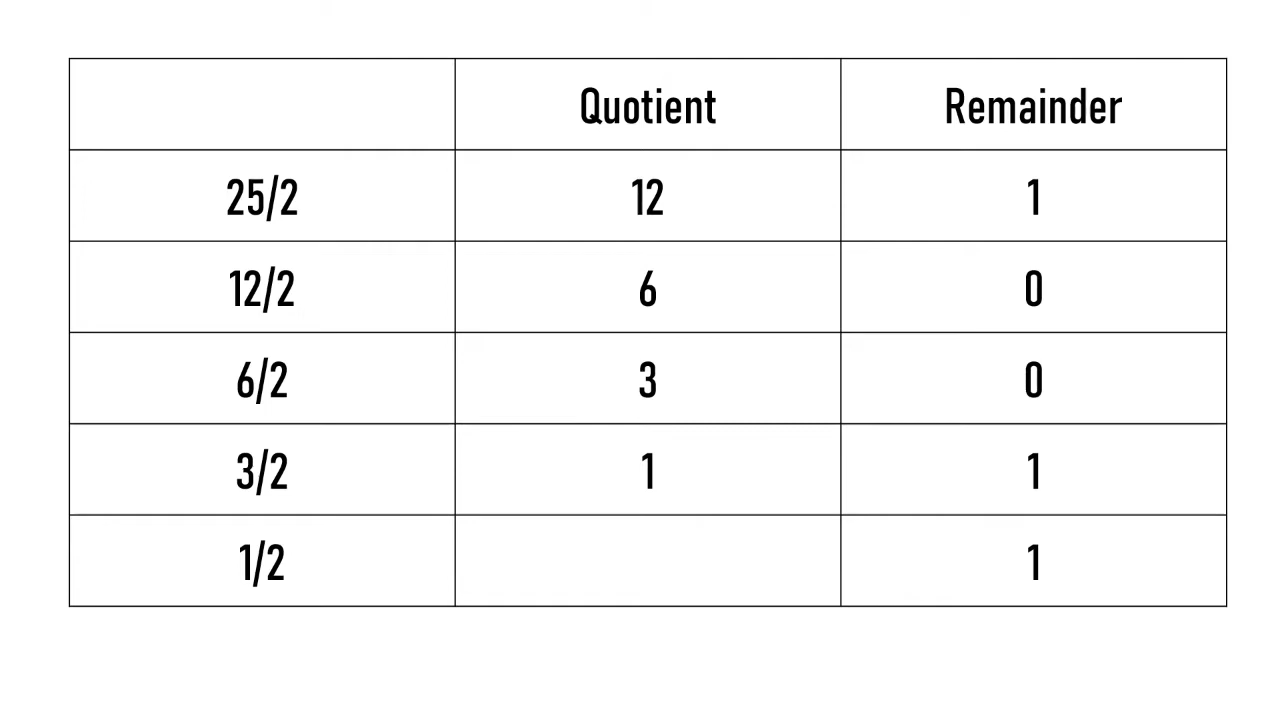 Quotient Remainder
25/2 12 1
12/2 6 0
6/2 3 0
3/2 1 1
1/2 1